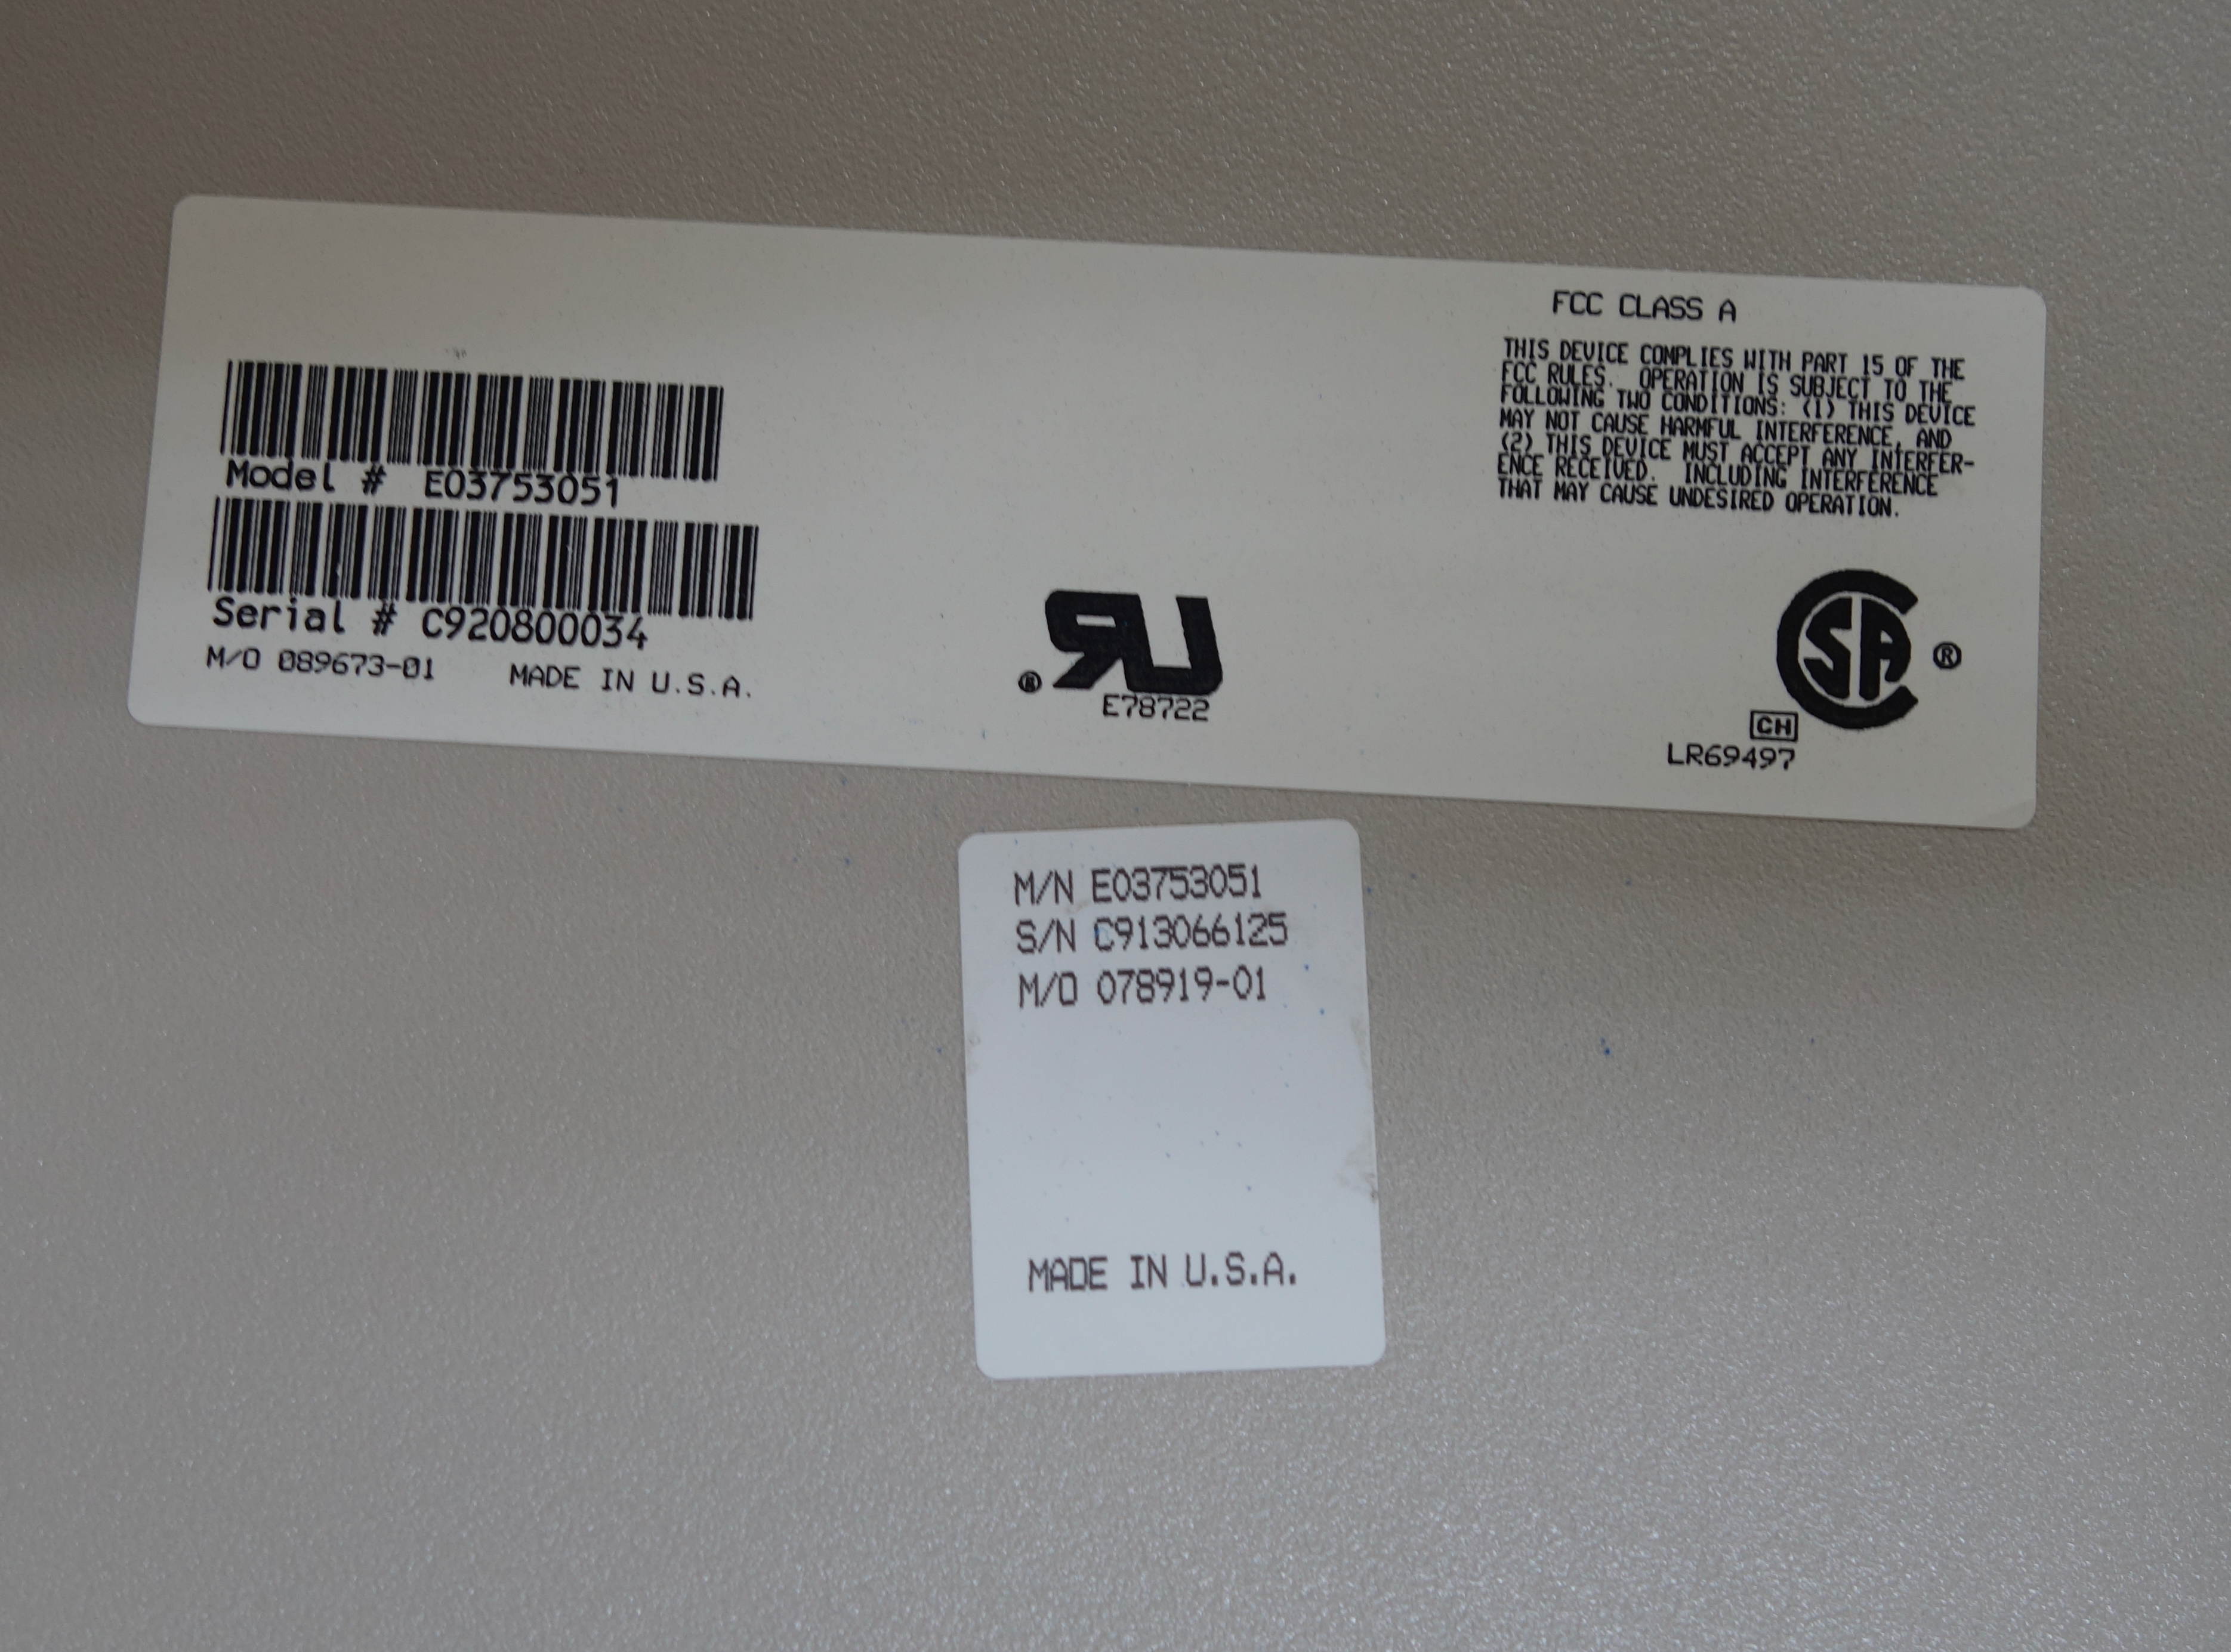 Model # E03753051
Serial # C920800034
M/O 089673-01 MADE IN U.S.A.
® RU
E78722
FCC CLASS A
THIS DEVICE COMPLIES WITH PART 15 OF THE
FCC RULES. OPERATION IS SUBJECT TO THE
FOLLOWING TWO CONDITIONS: (1) THIS DEVICE
MAY NOT CAUSE HARMFUL INTERFERENCE, AND
(2) THIS DEVICE MUST ACCEPT ANY INTERFER-
ENCE RECEIVED. INCLUDING INTERFERENCE
THAT MAY CAUSE UNDESIRED OPERATION.
CSA ®
CH
LR69497
M/N E03753051
S/N C913066125
M/O 078919-01
MADE IN U.S.A.